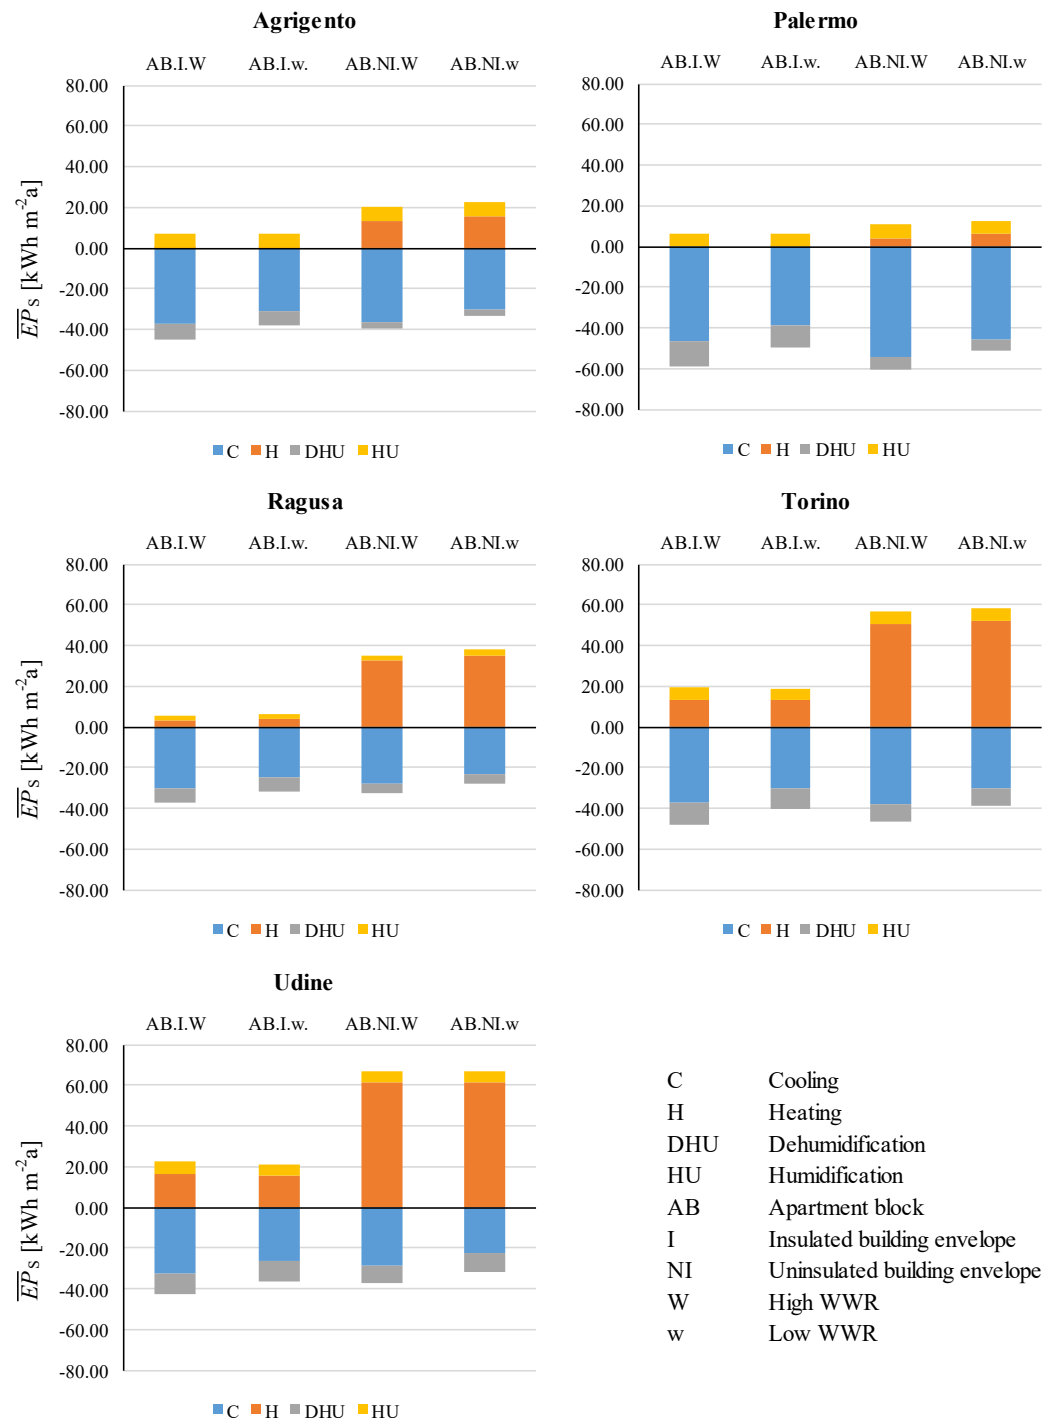 Agrigento
AB.I.W AB.I.w. AB.NI.W AB.NI.w
80.00
60.00
40.00
20.00
0.00
-20.00
-40.00
-60.00
-80.00
EP S [kWh m-2a]
C H DHU HU
Palermo
AB.I.W AB.I.w. AB.NI.W AB.NI.w
80.00
60.00
40.00
20.00
0.00
-20.00
-40.00
-60.00
-80.00
C H DHU HU
Ragusa
AB.I.W AB.I.w. AB.NI.W AB.NI.w
80.00
60.00
40.00
20.00
0.00
-20.00
-40.00
-60.00
-80.00
EP S [kWh m-2a]
C H DHU HU
Torino
AB.I.W AB.I.w. AB.NI.W AB.NI.w
80.00
60.00
40.00
20.00
0.00
-20.00
-40.00
-60.00
-80.00
C H DHU HU
Udine
AB.I.W AB.I.w. AB.NI.W AB.NI.w
80.00
60.00
40.00
20.00
0.00
-20.00
-40.00
-60.00
-80.00
EP S [kWh m-2a]
C H DHU HU
C Cooling
H Heating
DHU Dehumidification
HU Humidification
AB Apartment block
I Insulated building envelope
NI Uninsulated building envelope
W High WWR
w Low WWR